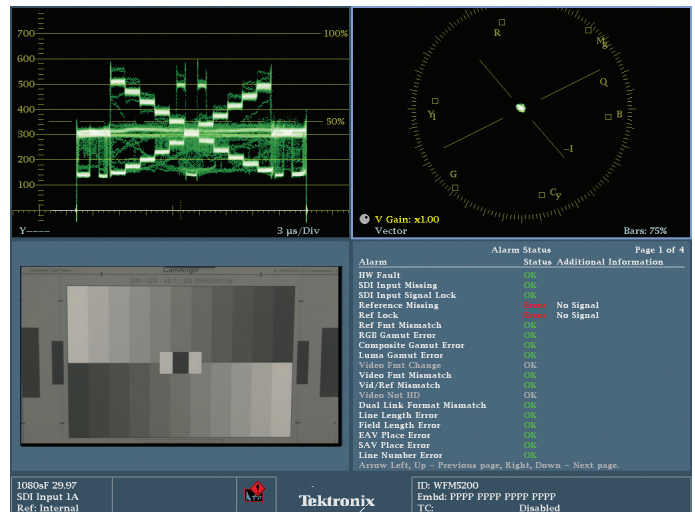 700
100%
600
500
400
50%
300
200
100
Y----
3 µs/Div
R
Mg
Q
Yl
B
-I
G
Cy
V Gain: x1.00
Vector
Bars: 75%
CamAlign
Alarm Status
Page 1 of 4
Alarm Status Additional Information
HW Fault OK
SDI Input Missing OK
SDI Input Signal Lock OK
Reference Missing No Signal
Ref Lock No Signal
Ref Fmt Mismatch OK
RGB Gamut Error OK
Composite Gamut Error OK
Luma Gamut Error OK
Video Fmt Change OK
Video Fmt Mismatch OK
Vid/Ref Mismatch OK
Video Not HD OK
Dual Link Format Mismatch OK
Line Length Error OK
Field Length Error OK
EAV Place Error OK
SAV Place Error OK
Line Number Error OK
Arrow Left, Up - Previous page, Right, Down - Next page.
1080sF 29.97
SDI Input 1A
Ref: Internal
Tektronix
ID: WFM5200
Embd: PPPP PPPP PPPP PPPP
TC: Disabled